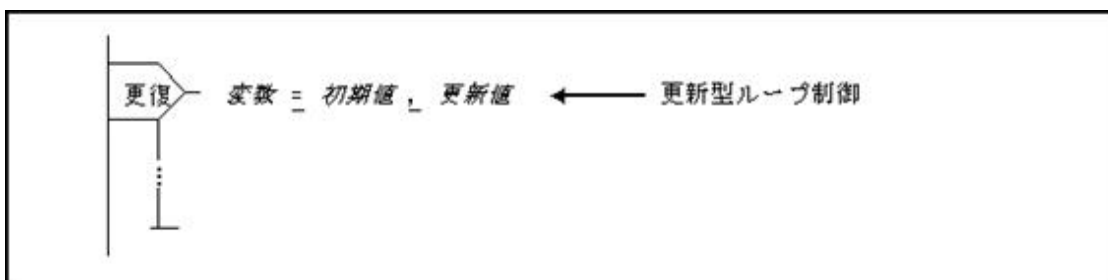 更復 変数 = 初期値 , 更新値 ← 更新型ループ制御
⋮